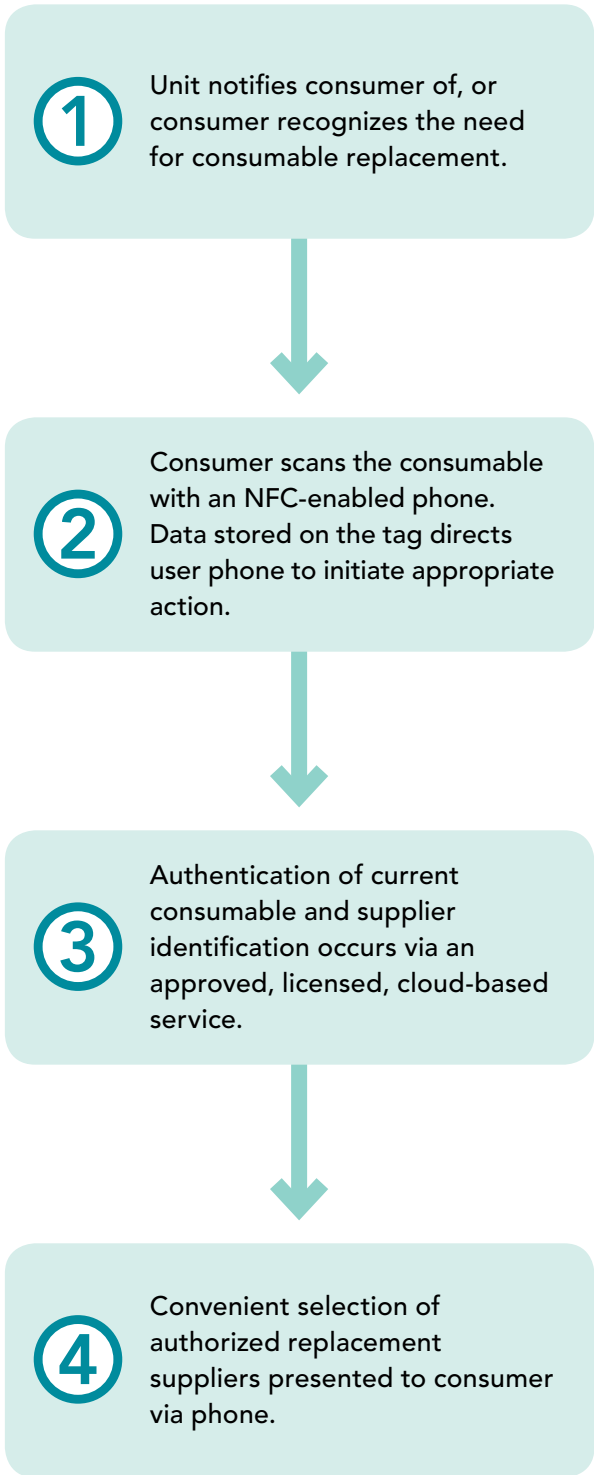 1
Unit notifies consumer of, or
consumer recognizes the need
for consumable replacement.
2
Consumer scans the consumable
with an NFC-enabled phone.
Data stored on the tag directs
user phone to initiate appropriate
action.
3
Authentication of current
consumable and supplier
identification occurs via an
approved, licensed, cloud-based
service.
4
Convenient selection of
authorized replacement
suppliers presented to consumer
via phone.